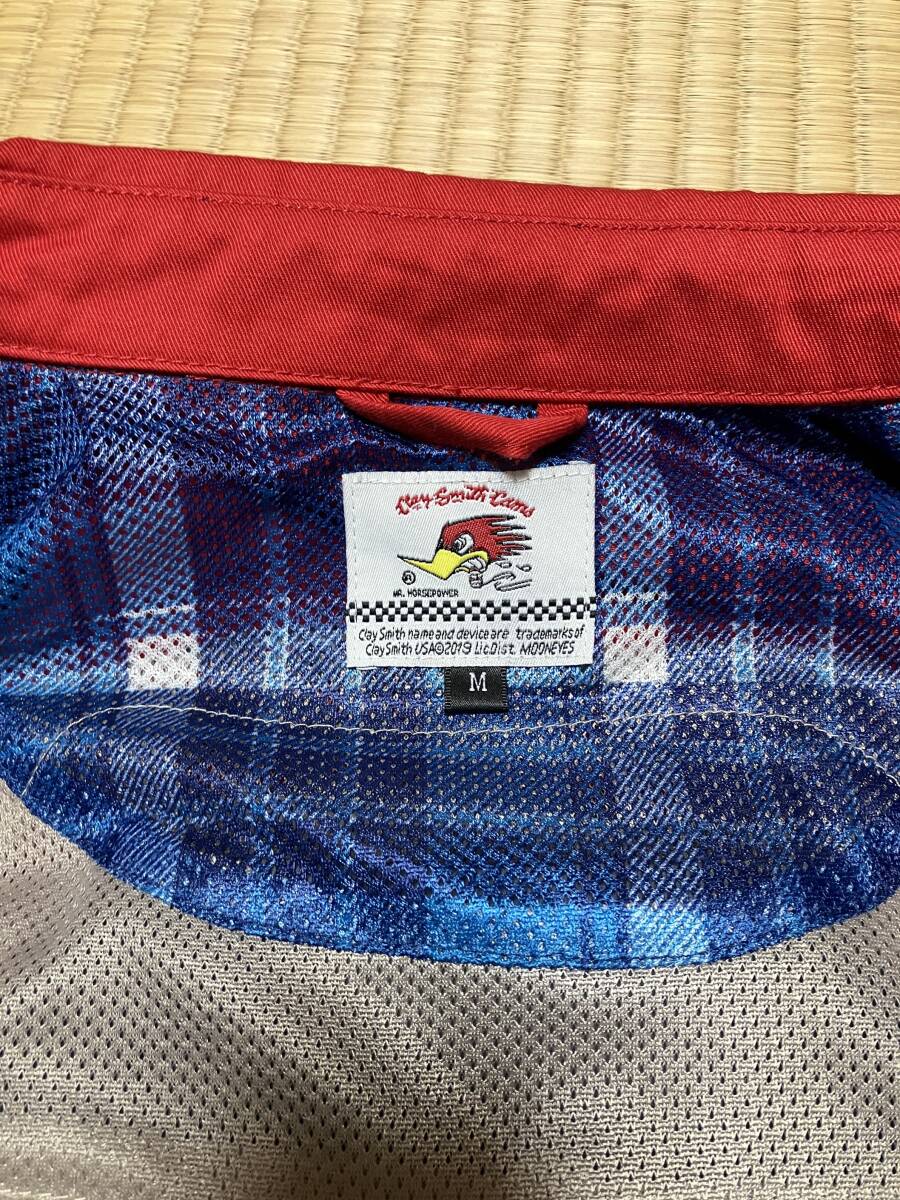 Clay Smith Cams
®
MR. HORSEPOWER
Clay Smith name and device are trademarks of
Clay Smith USA©2019 Lic.Dist. MOONEYES
M